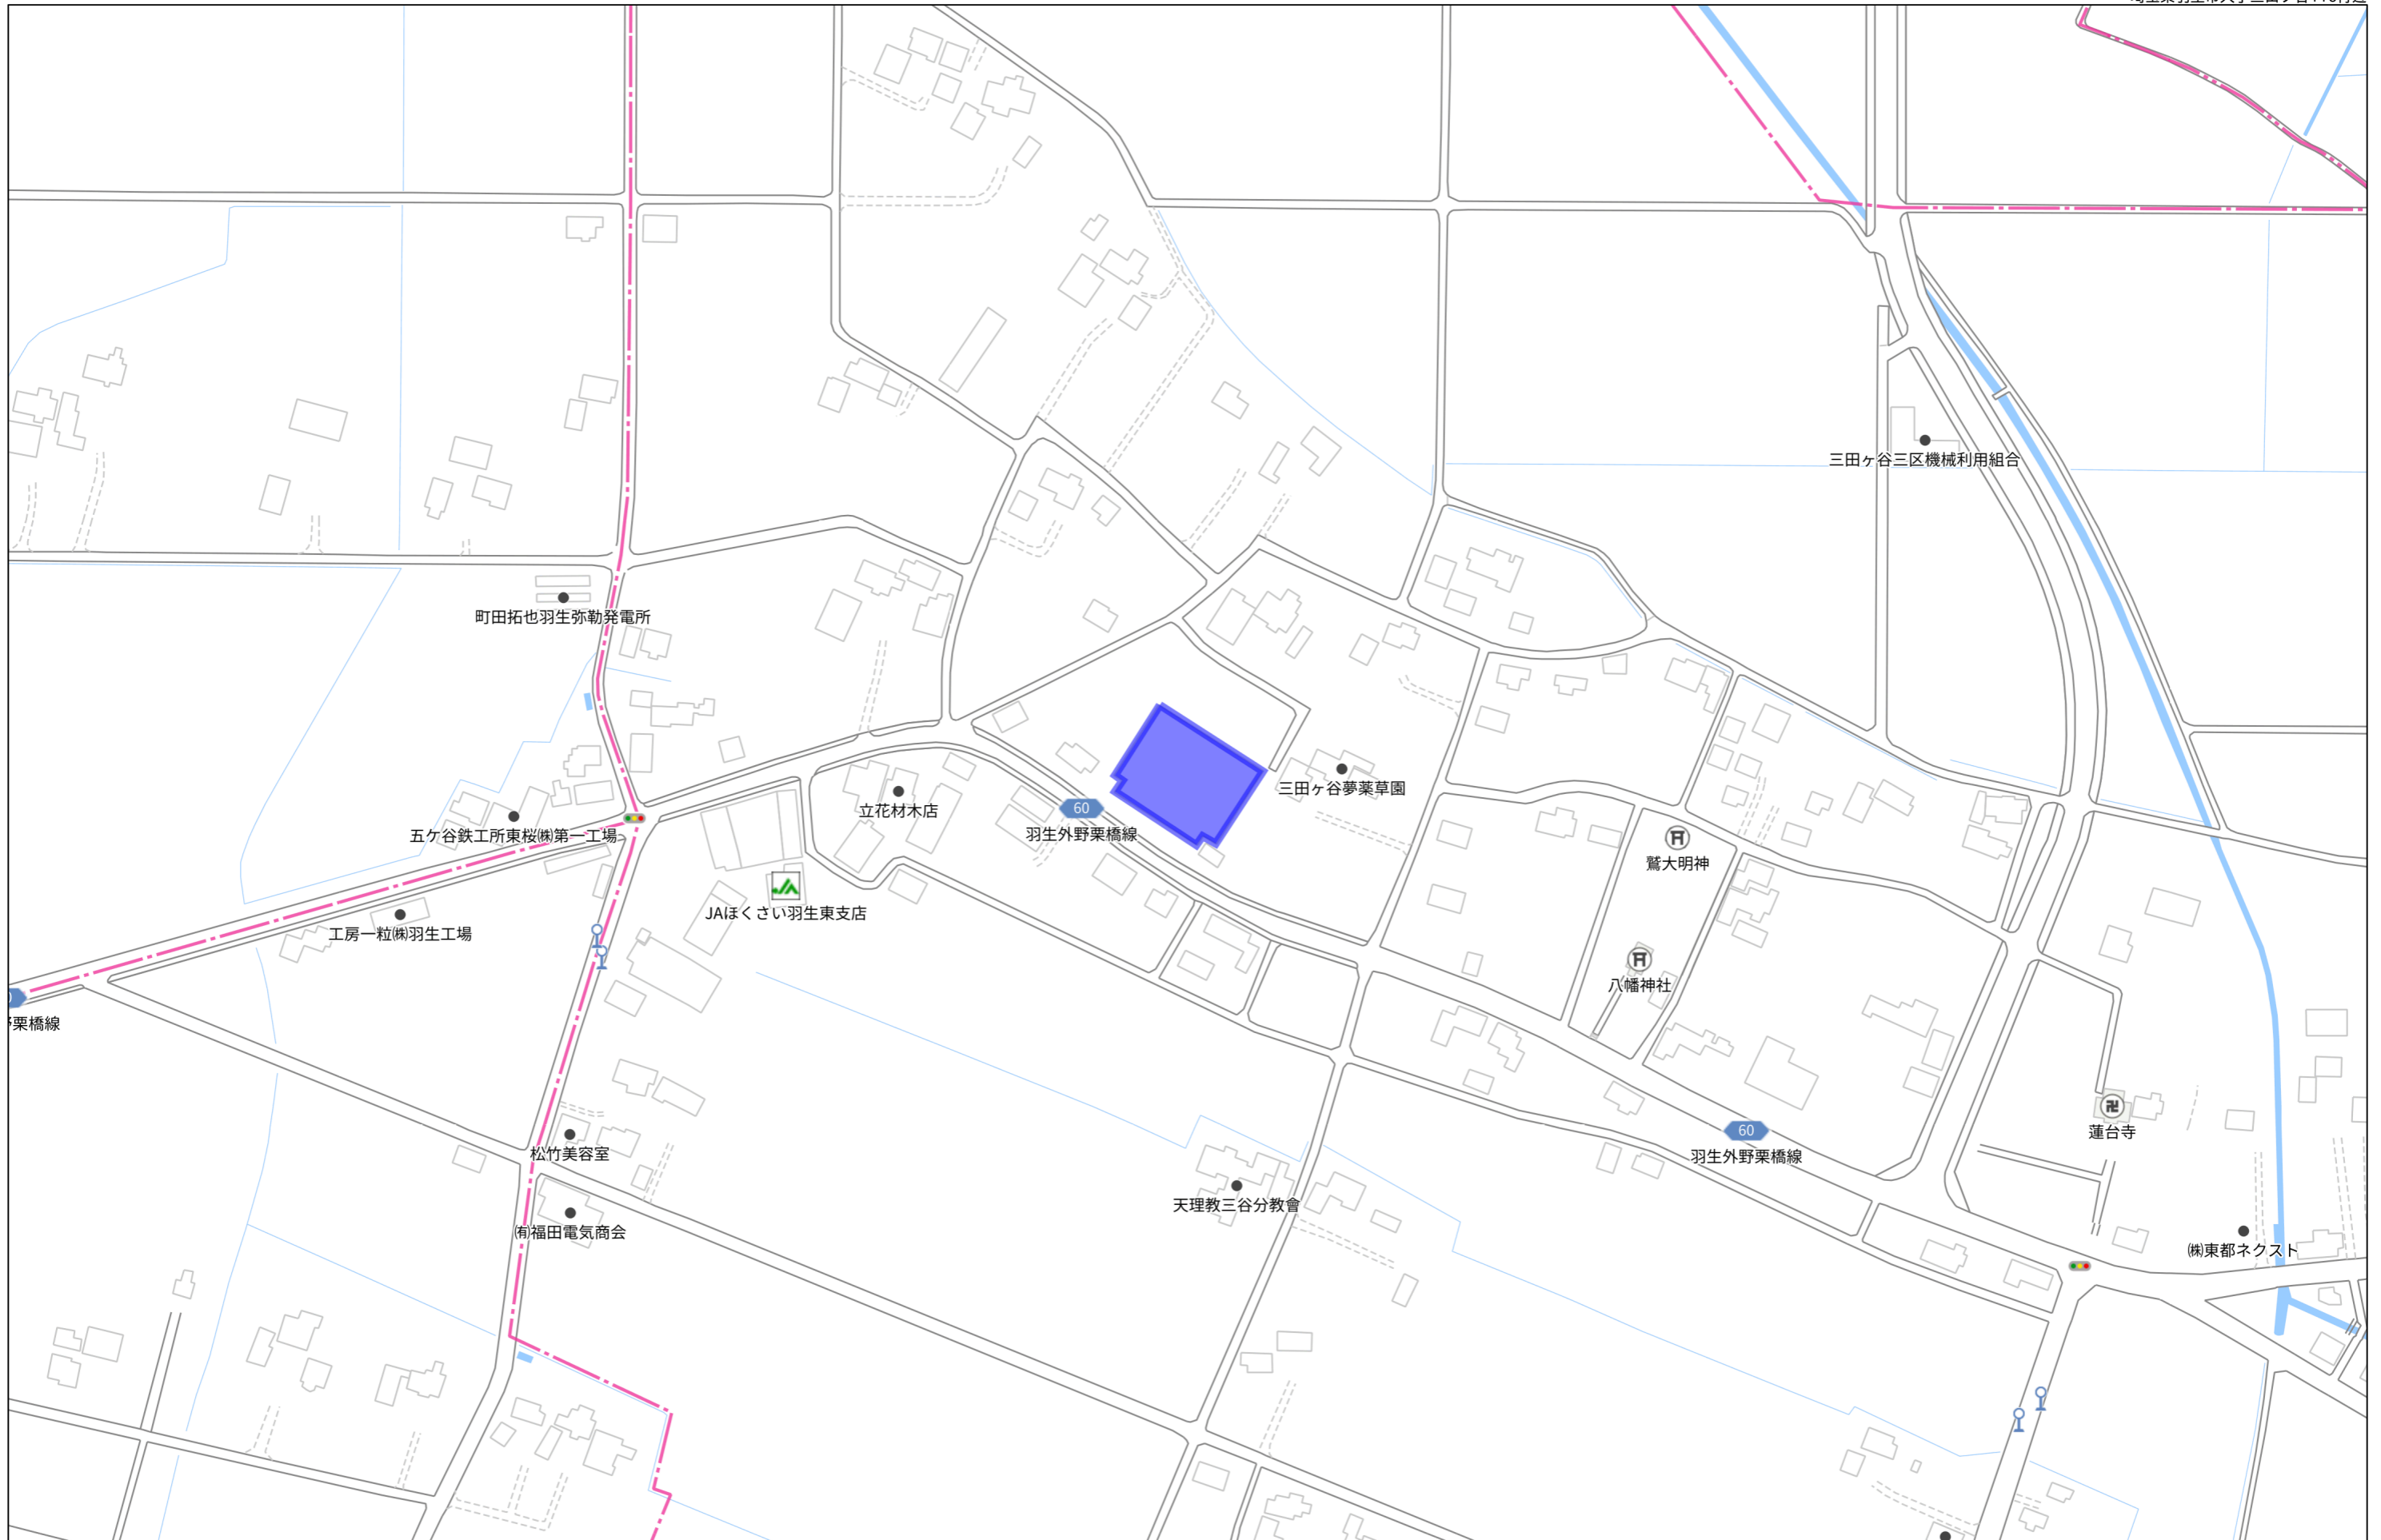 三田ヶ谷三区機械利用組合
町田拓也羽生弥勒発電所
三田ヶ谷夢薬草園
立花材木店
60
羽生外野栗橋線
五ケ谷鉄工所東桜㈱第一工場
鷲大明神
JAほくさい羽生東支店
工房一粒㈱羽生工場
八幡神社
栗橋線
蓮台寺
60
羽生外野栗橋線
松竹美容室
天理教三谷分教會
㈲福田電気商会
㈱東都ネクスト